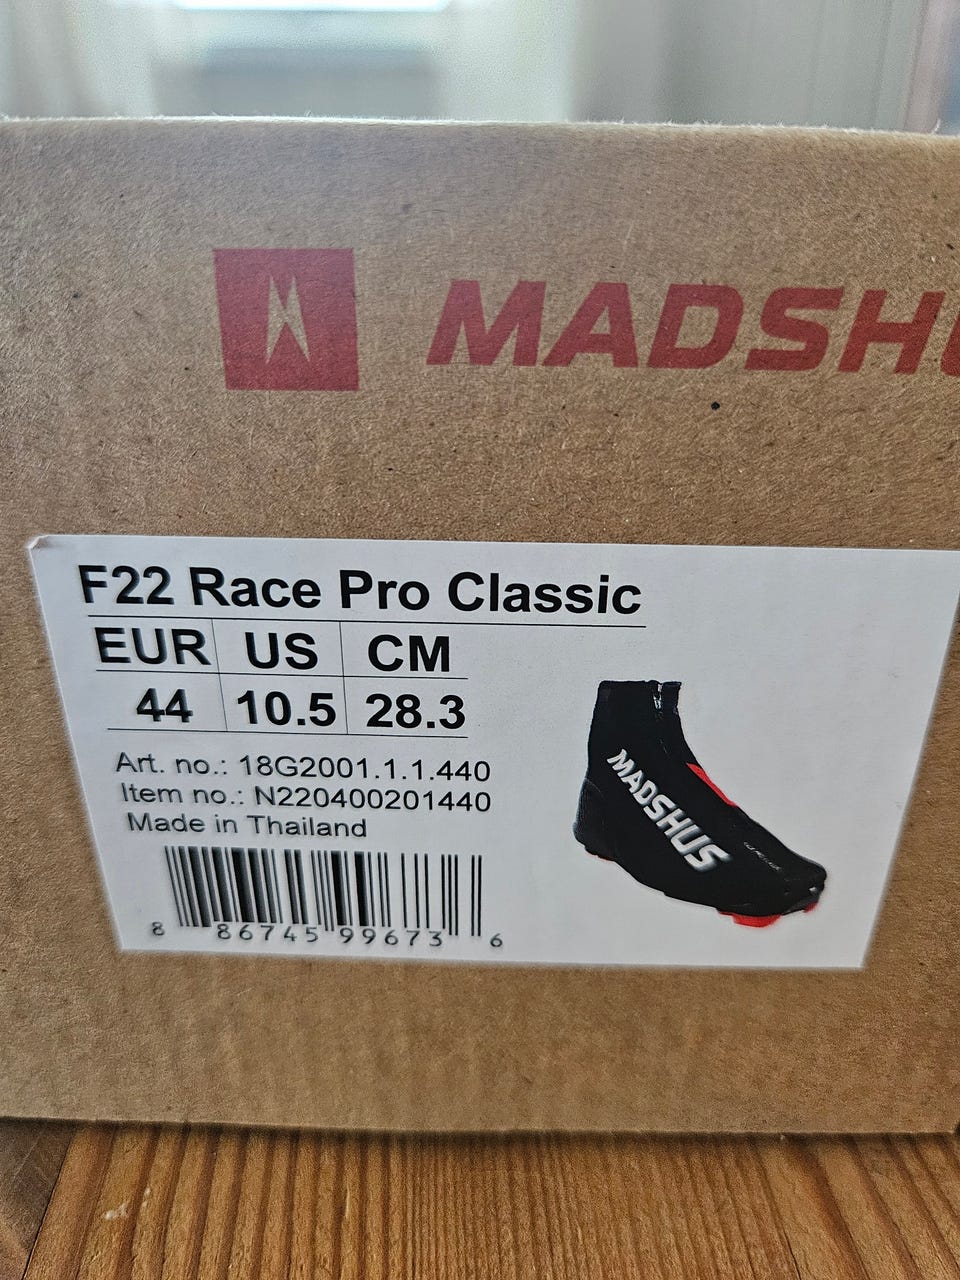 MADSHU
F22 Race Pro Classic
EUR US CM
44 10.5 28.3
Art. no.: 18G2001.1.1.440
Item no.: N220400201440
Made in Thailand
8 86745 99673 6
MADSHUS